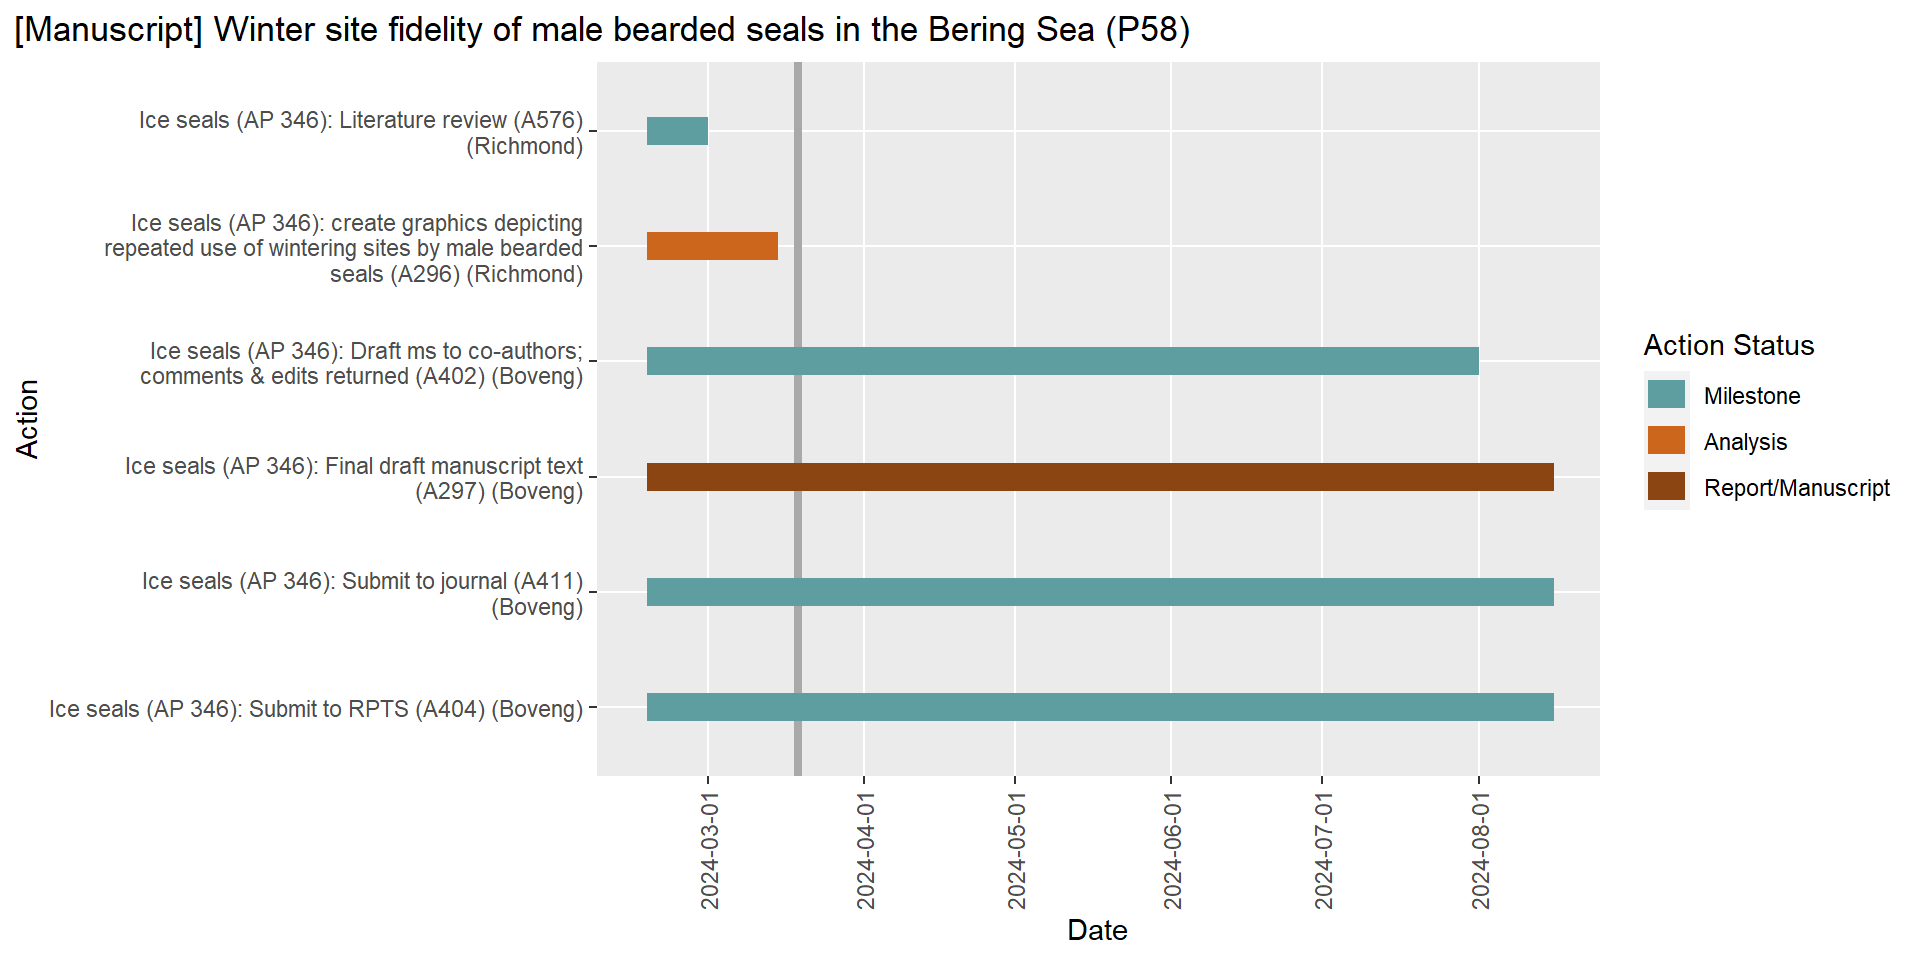 [Manuscript] Winter site fidelity of male bearded seals in the Bering Sea (P58)
Ice seals (AP 346): Literature review (A576)
(Richmond)
Ice seals (AP 346): create graphics depicting
repeated use of wintering sites by male bearded
seals (A296) (Richmond)
Ice seals (AP 346): Draft ms to co-authors;
comments & edits returned (A402) (Boveng)
Ice seals (AP 346): Final draft manuscript text
(A297) (Boveng)
Ice seals (AP 346): Submit to journal (A411)
(Boveng)
Ice seals (AP 346): Submit to RPTS (A404) (Boveng)
Action
2024-03-01
2024-04-01
2024-05-01
2024-06-01
2024-07-01
2024-08-01
Date
Action Status
Milestone
Analysis
Report/Manuscript